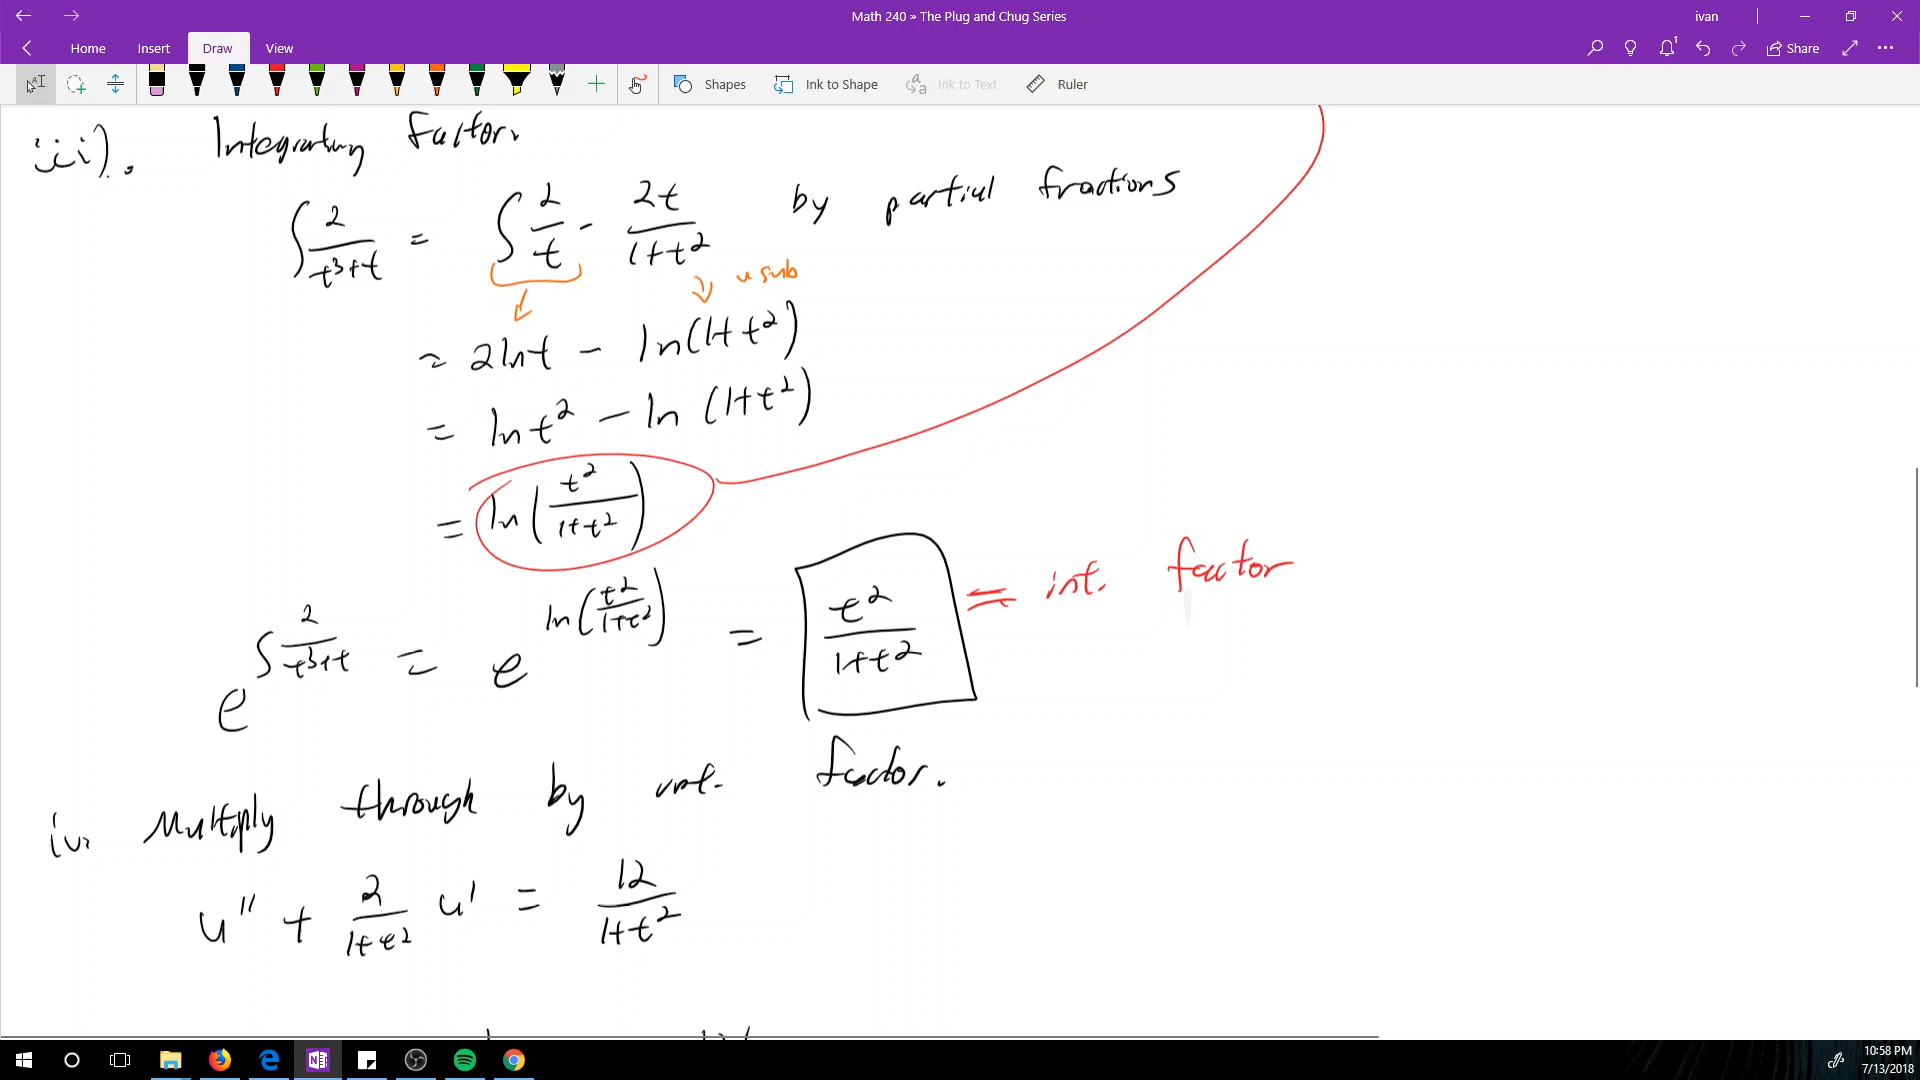 Math 240 » The Plug and Chug Series
ivan
Home Insert Draw View
1
Share
Shapes Ink to Shape Ink to Text Ruler
iii). Integrating factor.
∫ 2/(t³+t) = ∫ 2/t - 2t/(1+t²) by partial fractions
u sub
= 2lnt - ln(1+t²)
= ln t² - ln (1+t²)
= ln(t²/(1+t²))
e^(∫ 2/(t³+t)) = e^(ln(t²/(1+t²))) = t²/(1+t²) = int. factor
iv. Multiply through by int. factor.
u'' + 2/(1+t²) u' = 12/(1+t²)
10:58 PM
7/13/2018